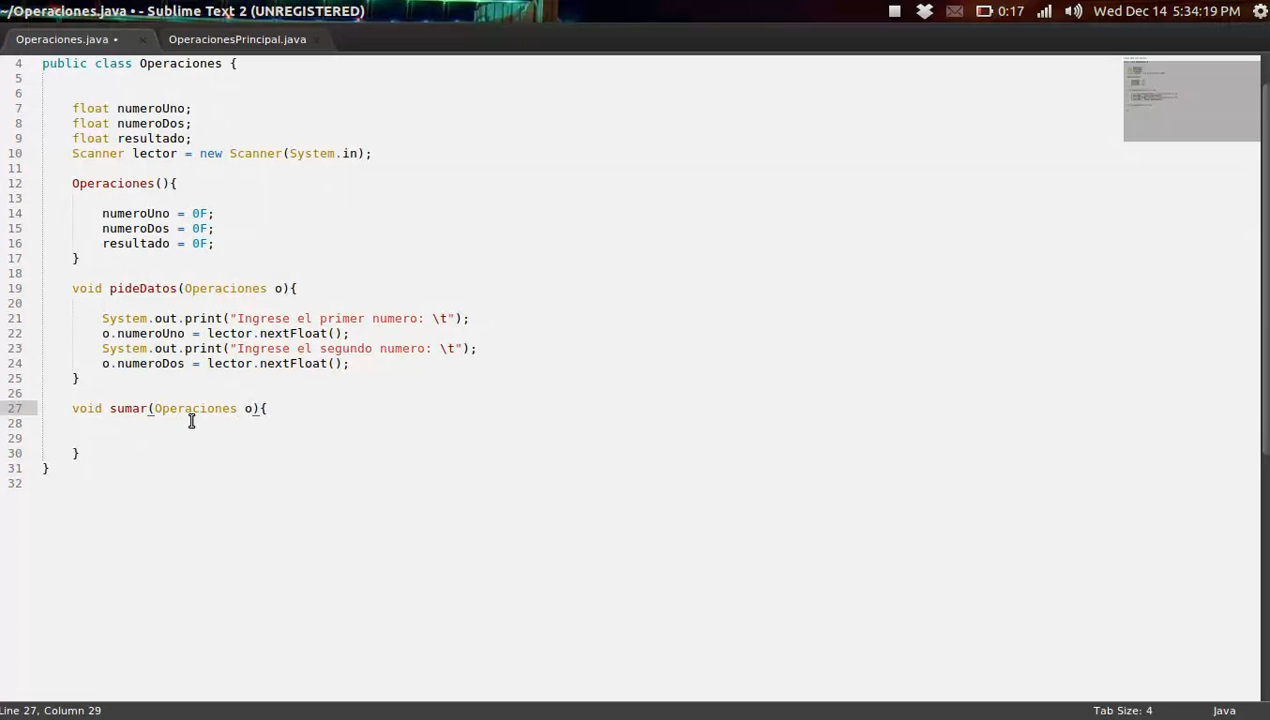 ~/Operaciones.java • - Sublime Text 2 (UNREGISTERED)
0:17
Wed Dec 14 5:34:19 PM
Operaciones.java •
OperacionesPrincipal.java
4 public class Operaciones {
5
6
7 float numeroUno;
8 float numeroDos;
9 float resultado;
10 Scanner lector = new Scanner(System.in);
11
12 Operaciones(){
13
14 numeroUno = 0F;
15 numeroDos = 0F;
16 resultado = 0F;
17 }
18
19 void pideDatos(Operaciones o){
20
21 System.out.print("Ingrese el primer numero: \t");
22 o.numeroUno = lector.nextFloat();
23 System.out.print("Ingrese el segundo numero: \t");
24 o.numeroDos = lector.nextFloat();
25 }
26
27 void sumar(Operaciones o){
28
29
30 }
31 }
32
Line 27, Column 29
Tab Size: 4
Java